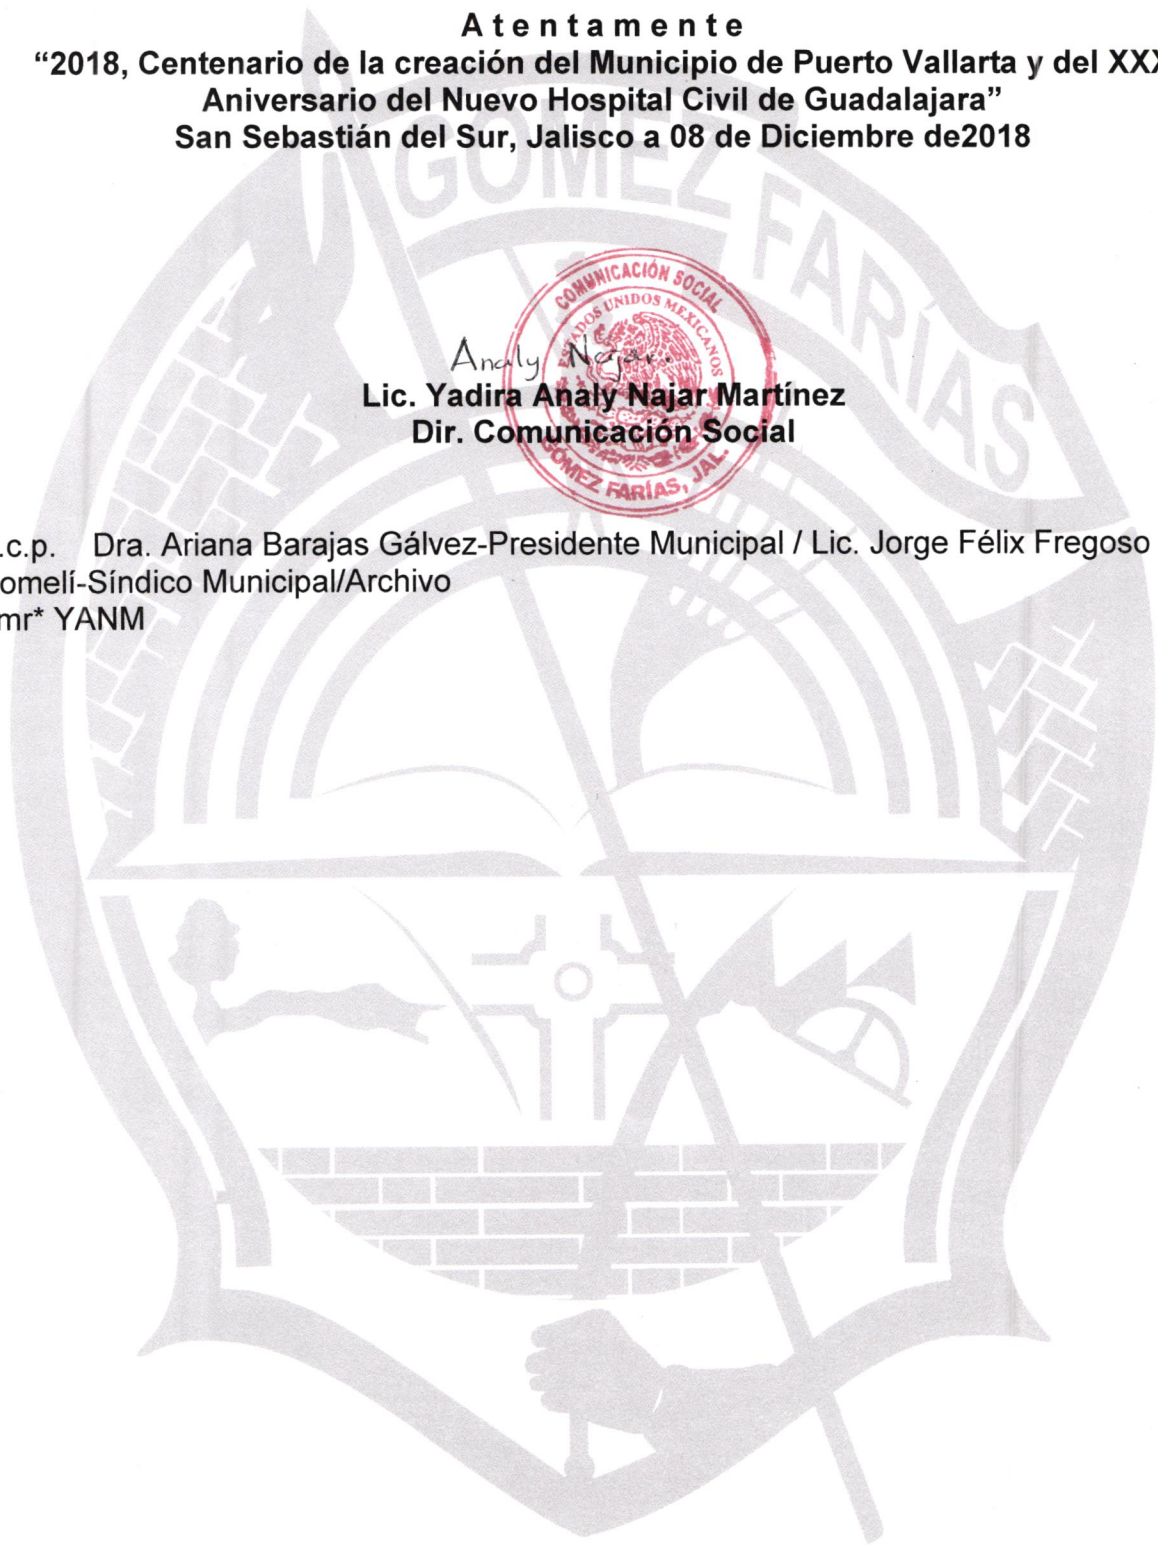 A t e n t a m e n t e
“2018, Centenario de la creación del Municipio de Puerto Vallarta y del XXX
Aniversario del Nuevo Hospital Civil de Guadalajara”
San Sebastián del Sur, Jalisco a 08 de Diciembre de2018
GÓMEZ FARÍAS
COMUNICACIÓN SOCIAL
ESTADOS UNIDOS MEXICANOS
Analy Najar.
Lic. Yadira Analy Najar Martínez
Dir. Comunicación Social
GÓMEZ FARÍAS, JAL.
.c.p. Dra. Ariana Barajas Gálvez-Presidente Municipal / Lic. Jorge Félix Fregoso
omelí-Síndico Municipal/Archivo
mr* YANM